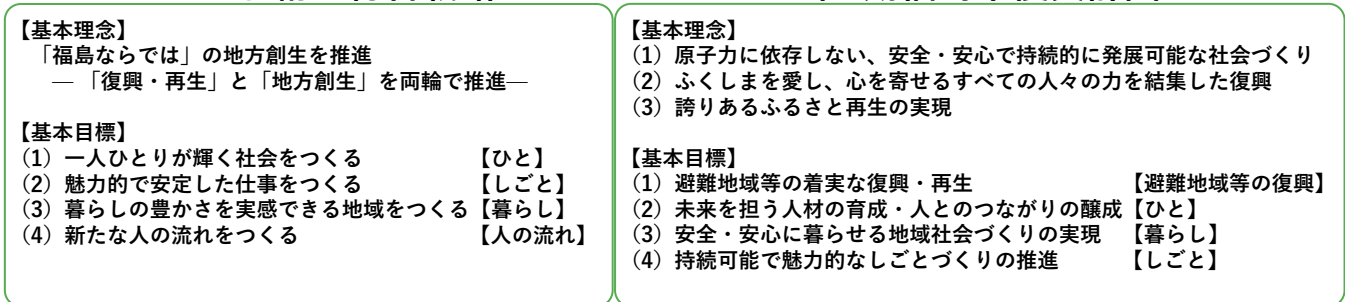 【基本理念】
「福島ならでは」の地方創生を推進
― 「復興・再生」と「地方創生」を両輪で推進―
【基本目標】
（1）一人ひとりが輝く社会をつくる 【ひと】
（2）魅力的で安定した仕事をつくる 【しごと】
（3）暮らしの豊かさを実感できる地域をつくる【暮らし】
（4）新たな人の流れをつくる 【人の流れ】
【基本理念】
（1）原子力に依存しない、安全・安心で持続的に発展可能な社会づくり
（2）ふくしまを愛し、心を寄せるすべての人々の力を結集した復興
（3）誇りあるふるさと再生の実現
【基本目標】
（1）避難地域等の着実な復興・再生 【避難地域等の復興】
（2）未来を担う人材の育成・人とのつながりの醸成【ひと】
（3）安全・安心に暮らせる地域社会づくりの実現 【暮らし】
（4）持続可能で魅力的なしごとづくりの推進 【しごと】